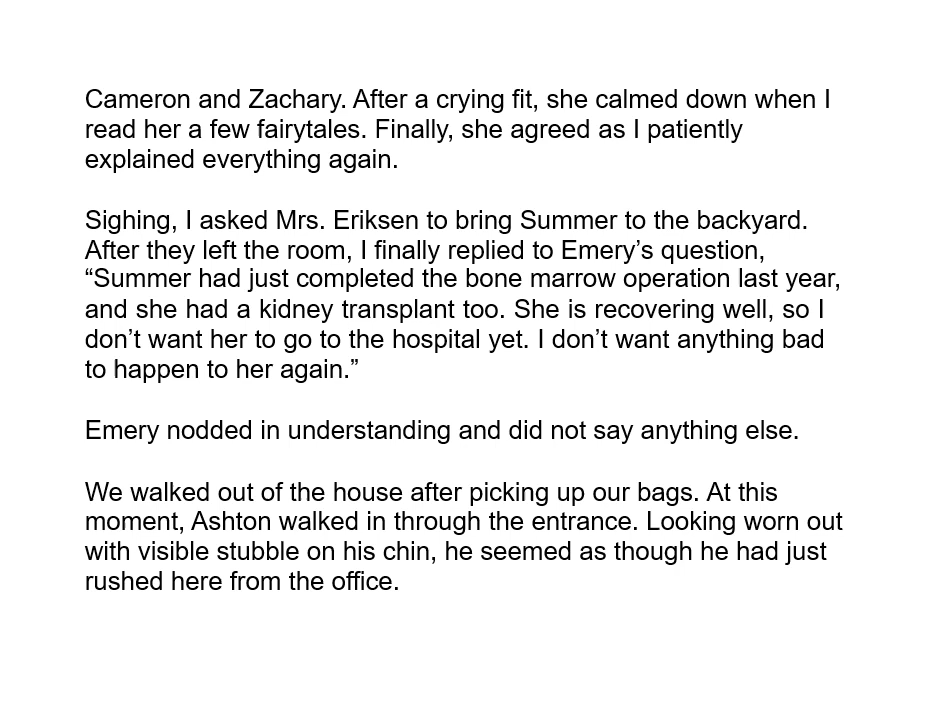 Cameron and Zachary. After a crying fit, she calmed down when I
read her a few fairytales. Finally, she agreed as I patiently
explained everything again.
Sighing, I asked Mrs. Eriksen to bring Summer to the backyard.
After they left the room, I finally replied to Emery’s question,
“Summer had just completed the bone marrow operation last year,
and she had a kidney transplant too. She is recovering well, so I
don’t want her to go to the hospital yet. I don’t want anything bad
to happen to her again.”
Emery nodded in understanding and did not say anything else.
We walked out of the house after picking up our bags. At this
moment, Ashton walked in through the entrance. Looking worn out
with visible stubble on his chin, he seemed as though he had just
rushed here from the office.